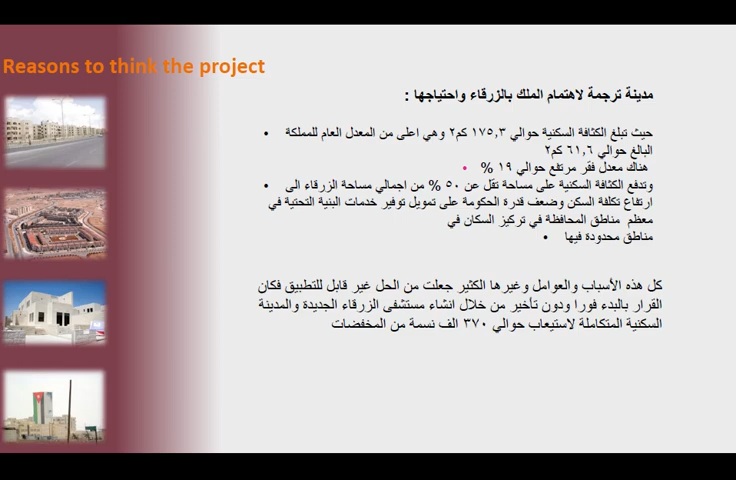 Reasons to think the project
مدينة ترجمة لاهتمام الملك بالزرقاء واحتياجها :
• حيث تبلغ الكثافة السكنية حوالي ١٧٥,٣ كم٢ وهي اعلى من المعدل العام للمملكة
البالغ حوالي ٦١,٦ كم٢
• هناك معدل فقر مرتفع حوالي ١٩ %
• وتدفع الكثافة السكنية على مساحة تقل عن ٥٠ % من اجمالي مساحة الزرقاء الى
ارتفاع تكلفة السكن وضعف قدرة الحكومة على تمويل توفير خدمات البنية التحتية في
معظم مناطق المحافظة في تركيز السكان في
• مناطق محدودة فيها
كل هذه الأسباب والعوامل وغيرها الكثير جعلت من الحل غير قابل للتطبيق فكان
القرار بالبدء فورا ودون تأخير من خلال انشاء مستشفى الزرقاء الجديدة والمدينة
السكنية المتكاملة لاستيعاب حوالي ٣٧٠ الف نسمة من المخفضات